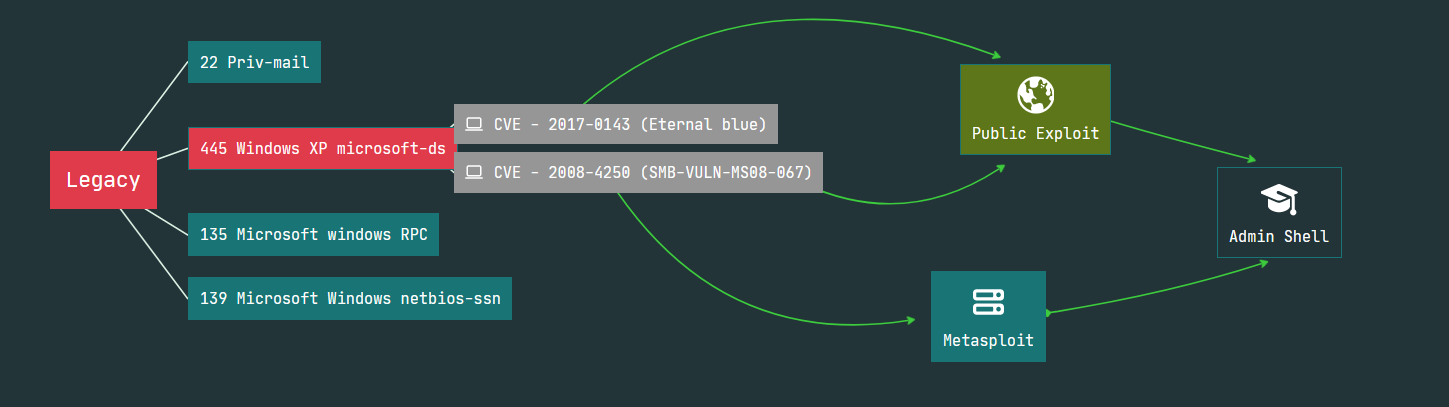 Legacy
22 Priv-mail
445 Windows XP microsoft-ds
135 Microsoft windows RPC
139 Microsoft Windows netbios-ssn
CVE - 2017-0143 (Eternal blue)
CVE - 2008-4250 (SMB-VULN-MS08-067)
Public Exploit
Metasploit
Admin Shell